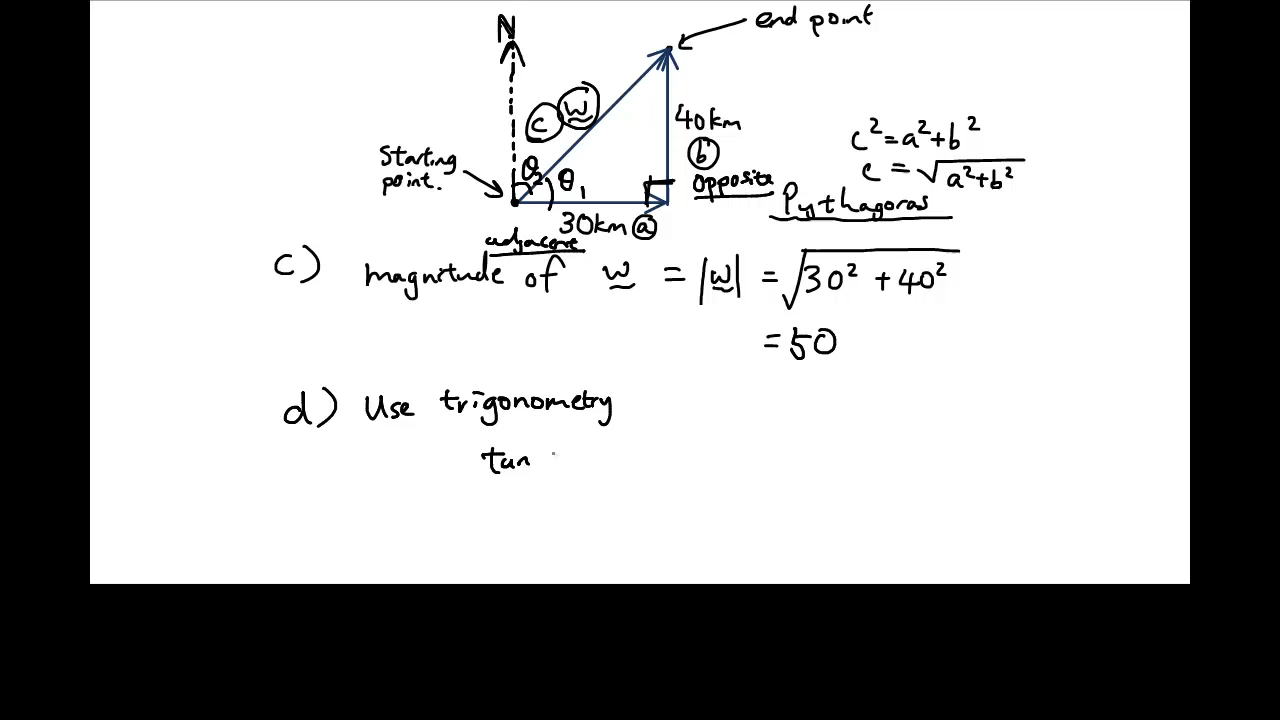 N
end point
c w
40km
b
c² = a² + b²
c = √a² + b²
Starting
point.
θ₂ θ₁
opposite
Pythagoras
30km a
c) magnitude of w = |w| = √30² + 40²
= 50
d) Use trigonometry
tan